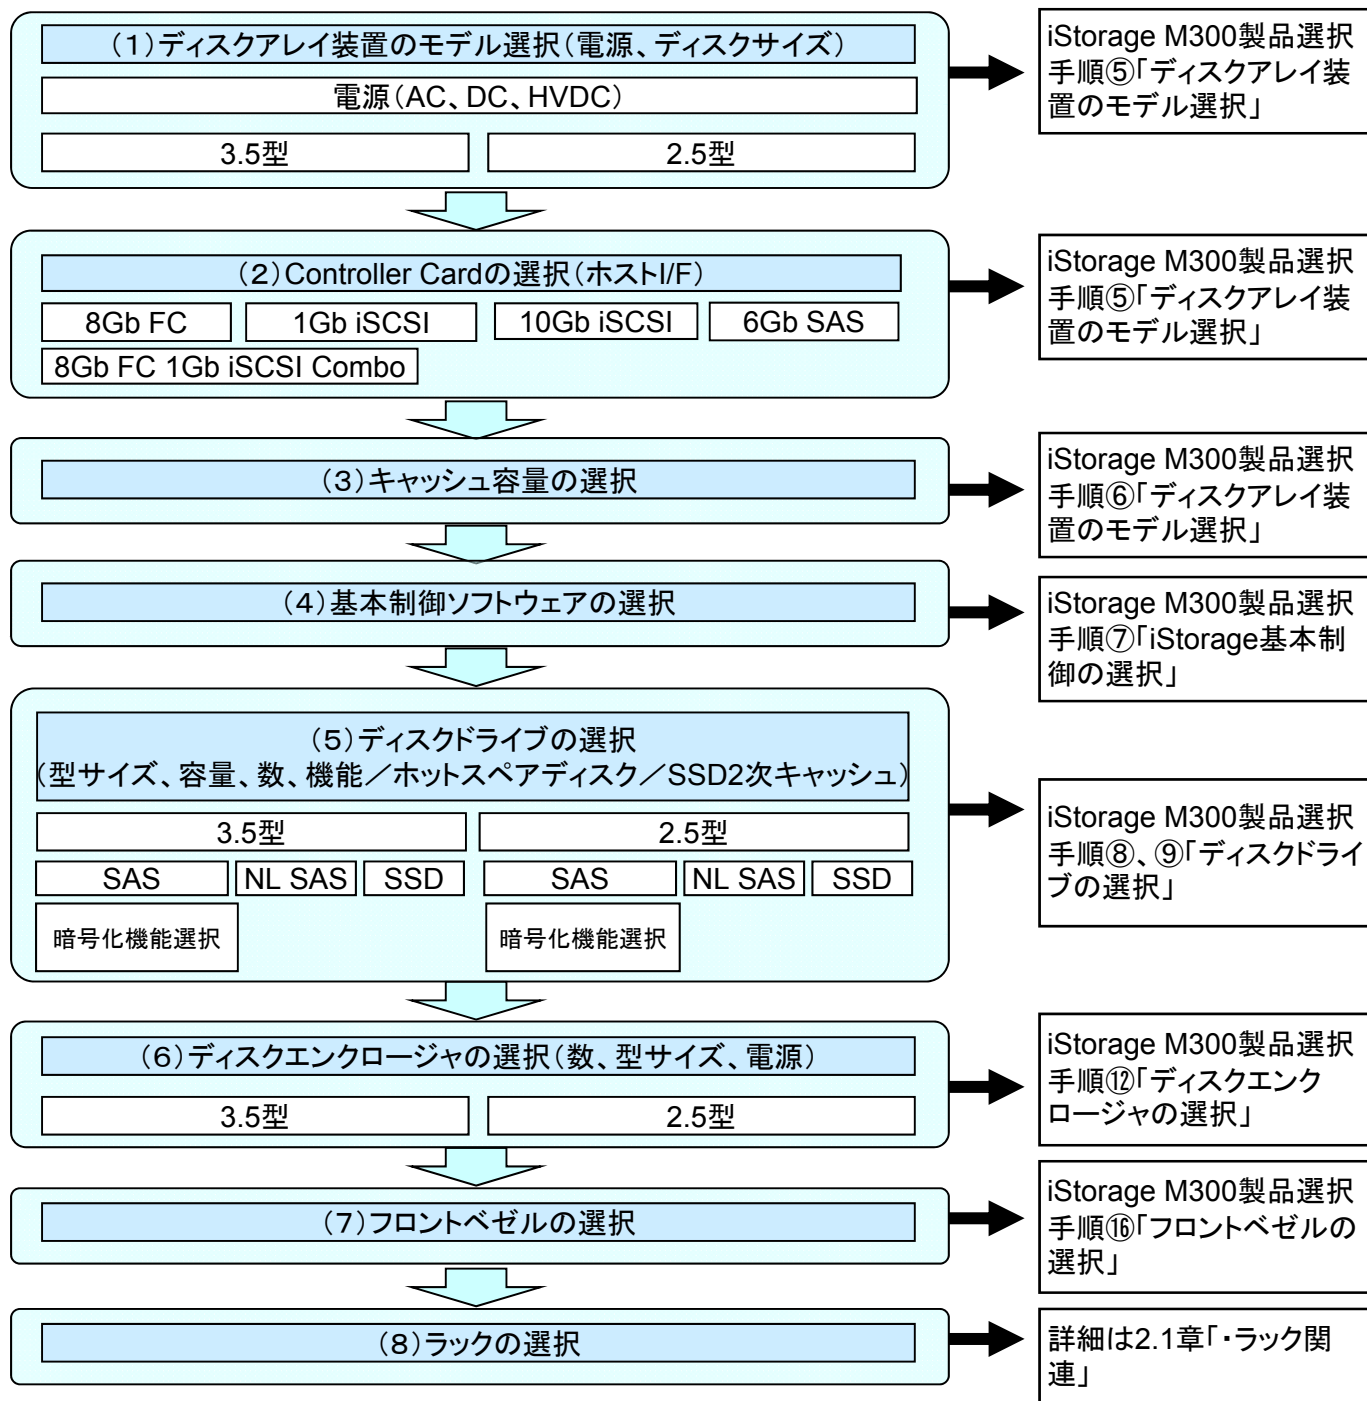 (1)ディスクアレイ装置のモデル選択(電源、ディスクサイズ)
電源(AC、DC、HVDC)
3.5型
2.5型
iStorage M300製品選択
手順⑤「ディスクアレイ装
置のモデル選択」
(2)Controller Cardの選択(ホストI/F)
8Gb FC
1Gb iSCSI
10Gb iSCSI
6Gb SAS
8Gb FC 1Gb iSCSI Combo
iStorage M300製品選択
手順⑤「ディスクアレイ装
置のモデル選択」
(3)キャッシュ容量の選択
iStorage M300製品選択
手順⑥「ディスクアレイ装
置のモデル選択」
(4)基本制御ソフトウェアの選択
iStorage M300製品選択
手順⑦「iStorage基本制
御の選択」
(5)ディスクドライブの選択
(型サイズ、容量、数、機能/ホットスペアディスク/SSD2次キャッシュ)
3.5型
2.5型
SAS
NL SAS
SSD
SAS
NL SAS
SSD
暗号化機能選択
暗号化機能選択
iStorage M300製品選択
手順⑧、⑨「ディスクドライ
ブの選択」
(6)ディスクエンクロージャの選択(数、型サイズ、電源)
3.5型
2.5型
iStorage M300製品選択
手順⑫「ディスクエンク
ロージャの選択」
(7)フロントベゼルの選択
iStorage M300製品選択
手順⑯「フロントベゼルの
選択」
(8)ラックの選択
詳細は2.1章「・ラック関
連」